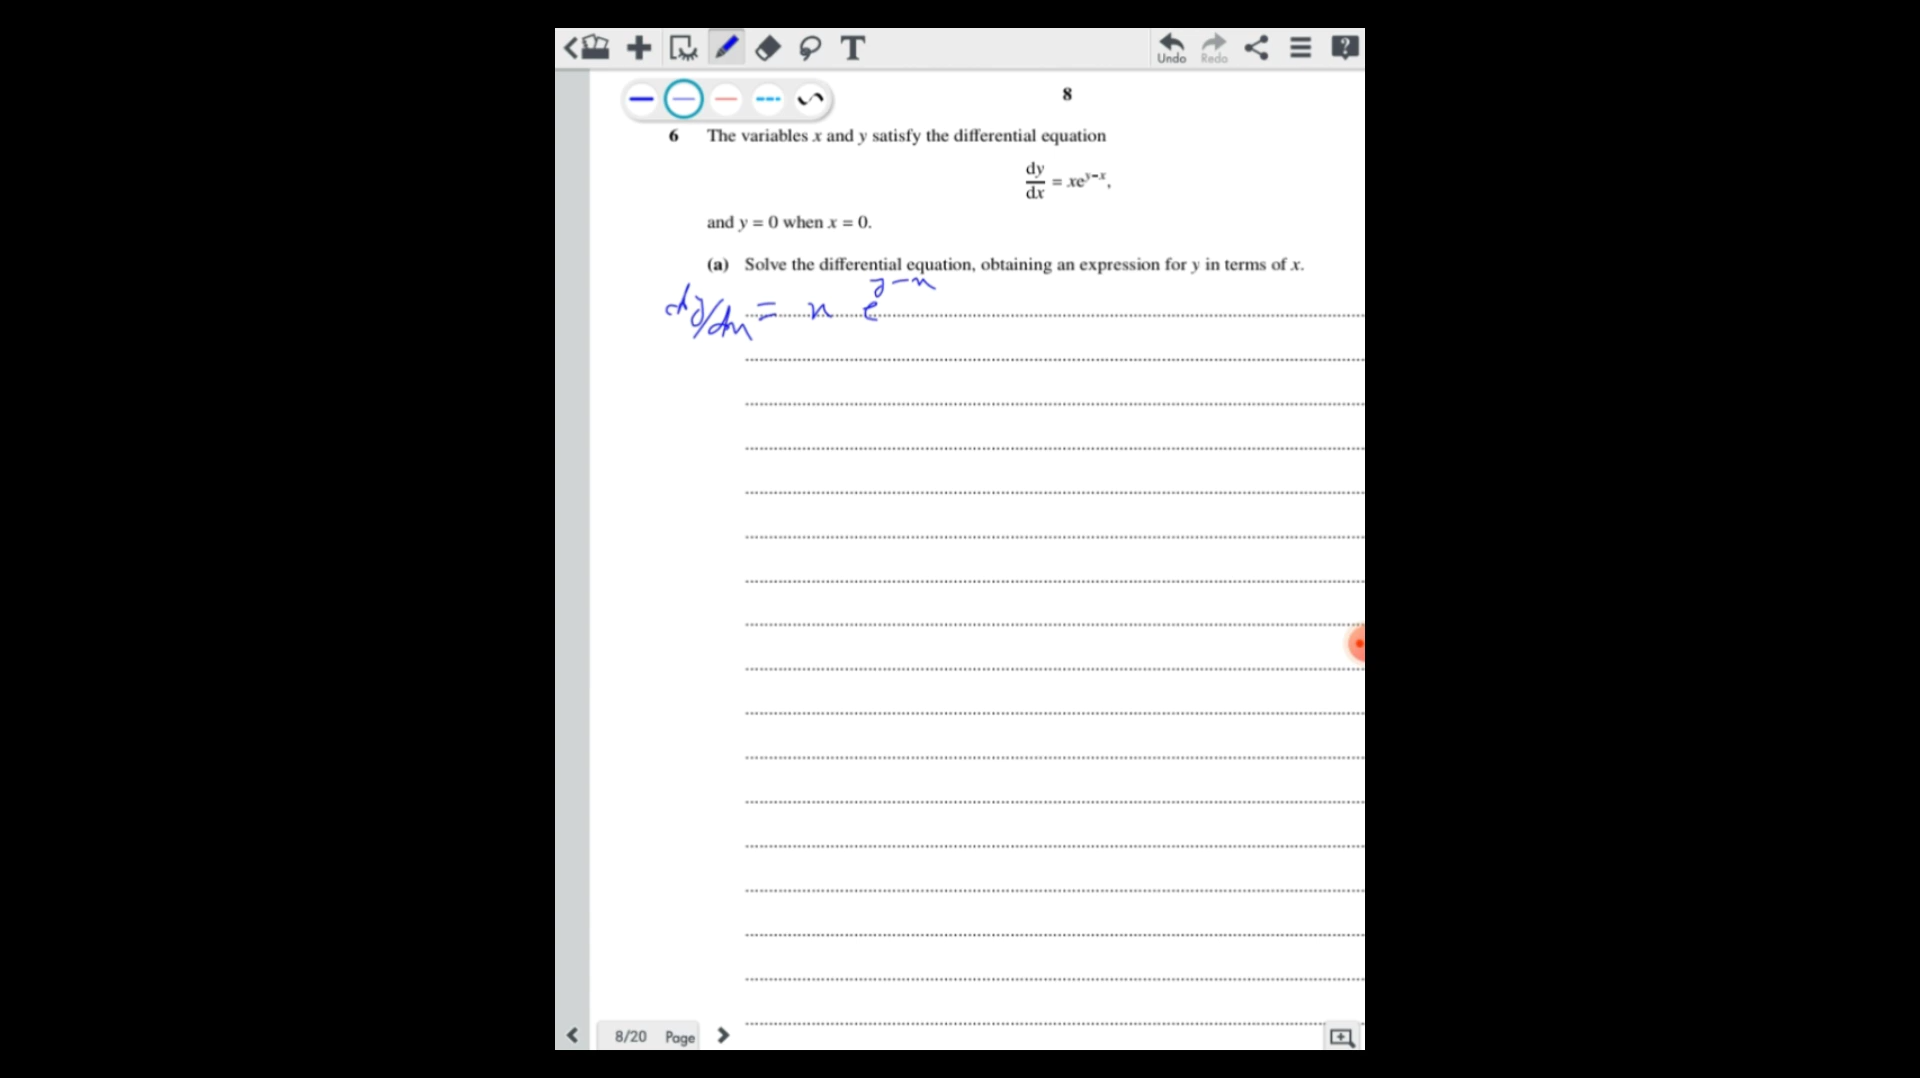 Undo Redo
8
6 The variables x and y satisfy the differential equation
dy/dx = xe^{y−x},
and y = 0 when x = 0.
(a) Solve the differential equation, obtaining an expression for y in terms of x.
dy/dx = x e^{y−x}
8/20 Page